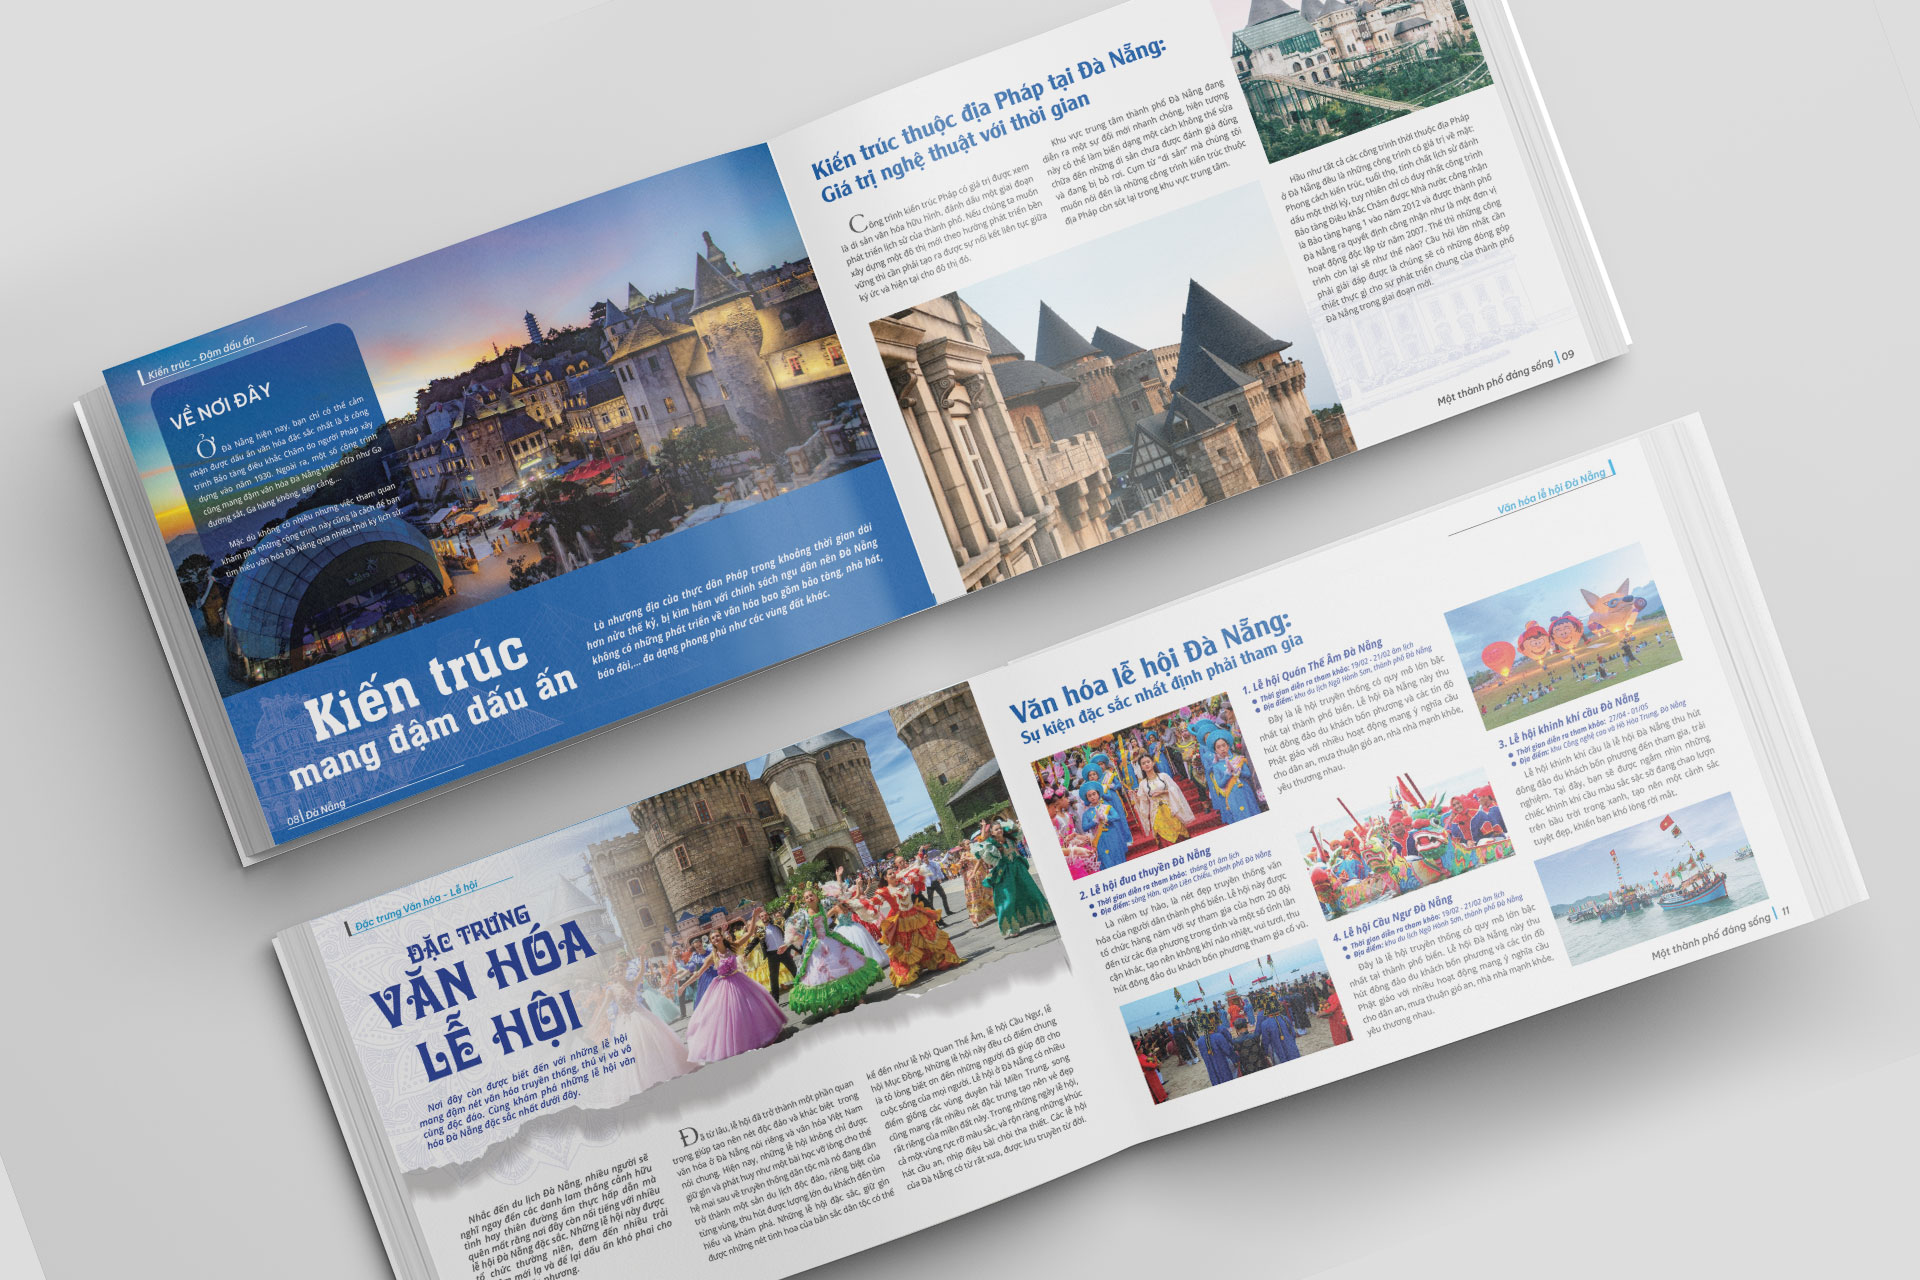 Kiến trúc - Đậm dấu ấn
VỀ NƠI ĐÂY
Ở Đà Nẵng hiện nay, bạn chỉ có thể cảm
nhận được dấu ấn văn hóa đặc sắc nhất là ở công
trình Bảo tàng điêu khắc Chăm do người Pháp xây
dựng vào năm 1930. Ngoài ra, một số công trình
cũng mang đậm văn hóa Đà Nẵng khác nữa như Ga
đường sắt, Ga hàng không, Bến cảng,...
Mặc dù không có nhiều nhưng việc tham quan
khám phá những công trình này cũng là cách để bạn
tìm hiểu văn hóa Đà Nẵng qua nhiều thời kỳ lịch sử.
Kiến trúc
mang đậm dấu ấn
Là nhượng địa của thực dân Pháp trong khoảng thời gian dài
hơn nửa thế kỷ, bị kìm hãm với chính sách ngu dân nên Đà Nẵng
không có những phát triển về văn hóa bao gồm bảo tàng, nhà hát,
báo đài,... đa dạng phong phú như các vùng đất khác.
08 | Đà Nẵng
Kiến trúc thuộc địa Pháp tại Đà Nẵng:
Giá trị nghệ thuật với thời gian
Công trình kiến trúc Pháp có giá trị được xem
là di sản văn hóa hữu hình, đánh dấu một giai đoạn
phát triển lịch sử của thành phố. Nếu chúng ta muốn
xây dựng một đô thị mới theo hướng phát triển bền
vững thì cần phải tạo ra được sự nối kết liên tục giữa
ký ức và hiện tại cho đô thị đó.
Khu vực trung tâm thành phố Đà Nẵng đang
diễn ra một sự đổi mới nhanh chóng, hiện tượng
này có thể làm biến dạng một cách không thể sửa
chữa đến những di sản chưa được đánh giá đúng
và đang bị bỏ rơi. Cụm từ "di sản" mà chúng tôi
muốn nói đến là những công trình kiến trúc thuộc
địa Pháp còn sót lại trong khu vực trung tâm.
Hầu như tất cả các công trình thời thuộc địa Pháp
ở Đà Nẵng đều là những công trình có giá trị về mặt:
Phong cách kiến trúc, tuổi thọ, tính chất lịch sử đánh
dấu một thời kỳ, tuy nhiên chỉ có duy nhất công trình
Bảo tàng Điêu khắc Chăm được Nhà nước công nhận
là Bảo tàng hạng 1 vào năm 2012 và được thành phố
Đà Nẵng ra quyết định công nhận như là một đơn vị
hoạt động độc lập từ năm 2007. Thế thì những công
trình còn lại sẽ như thế nào? Câu hỏi lớn nhất cần
phải giải đáp được là chúng sẽ có những đóng góp
thiết thực gì cho sự phát triển chung của thành phố
Đà Nẵng trong giai đoạn mới.
Một thành phố đáng sống | 09
Đặc trưng Văn hóa - Lễ hội
ĐẶC TRƯNG
VĂN HÓA
LỄ HỘI
Nơi đây còn được biết đến với những lễ hội
mang đậm nét văn hóa truyền thống, thú vị và vô
cùng độc đáo. Cùng khám phá những lễ hội văn
hóa Đà Nẵng đặc sắc nhất dưới đây.
Nhắc đến du lịch Đà Nẵng, nhiều người sẽ
nghĩ ngay đến các danh lam thắng cảnh hữu
tình hay thiên đường ẩm thực hấp dẫn mà
quên mất rằng nơi đây còn nổi tiếng với nhiều
lễ hội Đà Nẵng đặc sắc. Những lễ hội này được
tổ chức thường niên, đem đến nhiều trải
mới lạ và để lại dấu ấn khó phai cho
phương.
Đã từ lâu, lễ hội đã trở thành một phần quan
trọng giúp tạo nên nét độc đáo và khác biệt trong
văn hóa ở Đà Nẵng nói riêng và văn hóa Việt Nam
nói chung. Hiện nay, những lễ hội không chỉ được
giữ gìn và phát huy như một bài học vỡ lòng cho thế
hệ mai sau về truyền thống dân tộc mà nó đang dần
trở thành một sản du lịch độc đáo, riêng biệt của
từng vùng, thu hút được lượng lớn du khách đến tìm
hiểu và khám phá. Những lễ hội đặc sắc, giữ gìn
được những nét tinh hoa của bản sắc dân tộc có thể
kể đến như lễ hội Quan Thế Âm, lễ hội Cầu Ngư, lễ
hội Mục Đồng, Những lễ hội này đều có điểm chung
là tỏ lòng biết ơn đến những người đã giúp đỡ cho
cuộc sống của mọi người. Lễ hội ở Đà Nẵng có nhiều
điểm giống các vùng duyên hải Miền Trung, song
cũng mang rất nhiều nét đặc trưng tạo nên vẻ đẹp
rất riêng của miền đất này. Trong những ngày lễ hội,
cả một vùng rực rỡ màu sắc, và rộn ràng những khúc
hát cầu an, nhịp điệu bài chòi tha thiết. Các lễ hội
của Đà Nẵng có từ rất xưa, được lưu truyền từ đời.
Văn hóa lễ hội Đà Nẵng
Văn hóa lễ hội Đà Nẵng:
Sự kiện đặc sắc nhất định phải tham gia
1. Lễ hội Quán Thế Âm Đà Nẵng
Thời gian diễn ra tham khảo: 19/02 - 21/02 âm lịch
Địa điểm: khu du lịch Ngũ Hành Sơn, thành phố Đà Nẵng
Đây là lễ hội truyền thống có quy mô lớn bậc
nhất tại thành phố biển. Lễ hội Đà Nẵng này thu
hút đông đảo du khách bốn phương và các tín đồ
Phật giáo với nhiều hoạt động mang ý nghĩa cầu
cho dân an, mưa thuận gió an, nhà nhà mạnh khỏe,
yêu thương nhau.
2. Lễ hội đua thuyền Đà Nẵng
Thời gian diễn ra tham khảo: tháng 01 âm lịch
Địa điểm: sông Hàn, quận Liên Chiểu, thành phố Đà Nẵng
Là niềm tự hào, là nét đẹp truyền thống văn
hóa của người dân thành phố biển. Lễ hội này được
tổ chức hàng năm với sự tham gia của hơn 20 đội
đến từ các địa phương trong tỉnh và một số tỉnh lân
cận khác, tạo nên không khí náo nhiệt, vui tươi, thu
hút đông đảo du khách bốn phương tham gia cổ vũ.
3. Lễ hội khinh khí cầu Đà Nẵng
Thời gian diễn ra tham khảo: 27/04 - 01/05
Địa điểm: khu Công nghệ cao và Hồ Hòa Trung, Đà Nẵng
Lễ hội khinh khí cầu là lễ hội Đà Nẵng thu hút
đông đảo du khách bốn phương đến tham gia, trải
nghiệm. Tại đây, bạn sẽ được ngắm nhìn những
chiếc khinh khí cầu màu sắc sặc sỡ đang chao lượn
trên bầu trời trong xanh, tạo nên một cảnh sắc
tuyệt đẹp, khiến bạn khó lòng rời mắt.
4. Lễ hội Cầu Ngư Đà Nẵng
Thời gian diễn ra tham khảo: 19/02 - 21/02 âm lịch
Địa điểm: khu du lịch Ngũ Hành Sơn, thành phố Đà Nẵng
Đây là lễ hội truyền thống có quy mô lớn bậc
nhất tại thành phố biển. Lễ hội Đà Nẵng này thu
hút đông đảo du khách bốn phương và các tín đồ
Phật giáo với nhiều hoạt động mang ý nghĩa cầu
cho dân an, mưa thuận gió an, nhà nhà mạnh khỏe,
yêu thương nhau.
Một thành phố đáng sống | 11